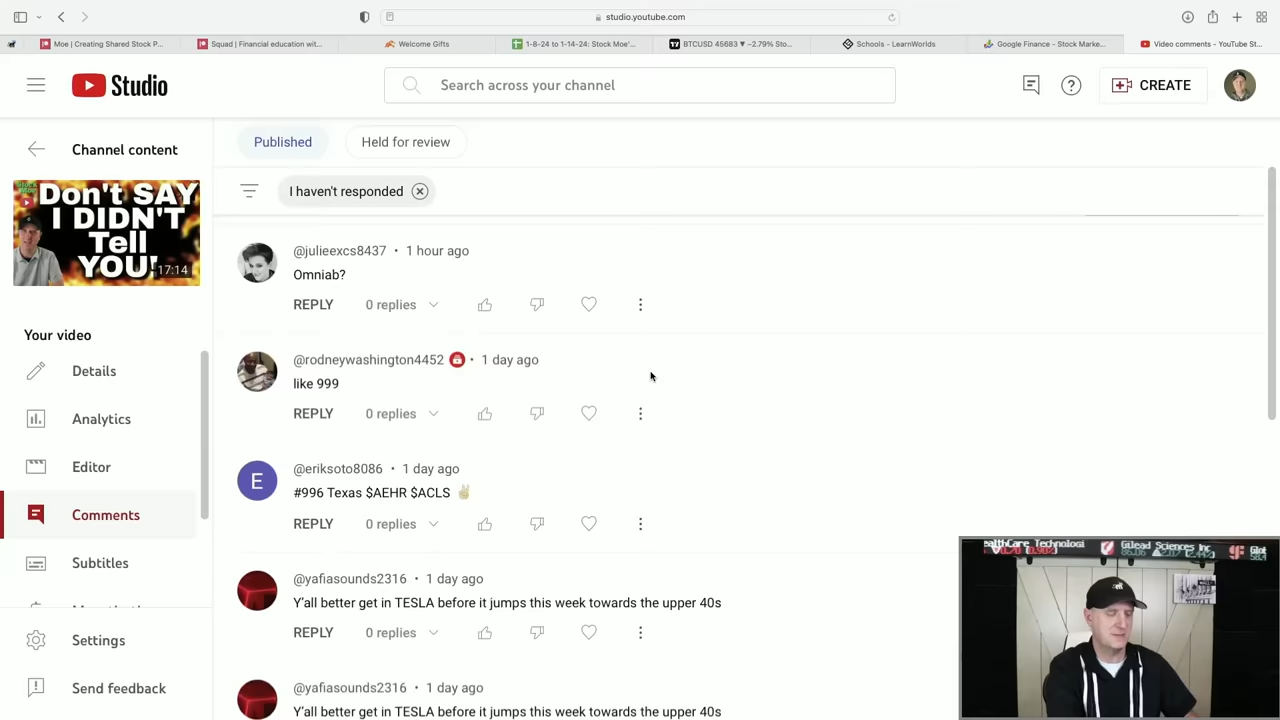 studio.youtube.com
Moe | Creating Shared Stock P...
Squad | Financial education wit...
Welcome Gifts
1-8-24 to 1-14-24: Stock Moe'...
BTCUSD 45683 ▼ −2.79% Sto...
Schools - LearnWorlds
Google Finance - Stock Marke...
Video comments - YouTube St...
Studio
Search across your channel
CREATE
Channel content
Don't SAY
I DIDN'T
Tell
YOU!
17:14
Your video
Details
Analytics
Editor
Comments
Subtitles
Settings
Send feedback
Published
Held for review
I haven't responded
@julieexcs8437 • 1 hour ago
Omniab?
REPLY 0 replies
@rodneywashington4452 • 1 day ago
like 999
REPLY 0 replies
E
@eriksoto8086 • 1 day ago
#996 Texas $AEHR $ACLS ✌🏼
REPLY 0 replies
@yafiasounds2316 • 1 day ago
Y'all better get in TESLA before it jumps this week towards the upper 40s
REPLY 0 replies
@yafiasounds2316 • 1 day ago
Y'all better get in TESLA before it jumps this week towards the upper 40s
ealthCare Technologi
Gilead Sciences Inc